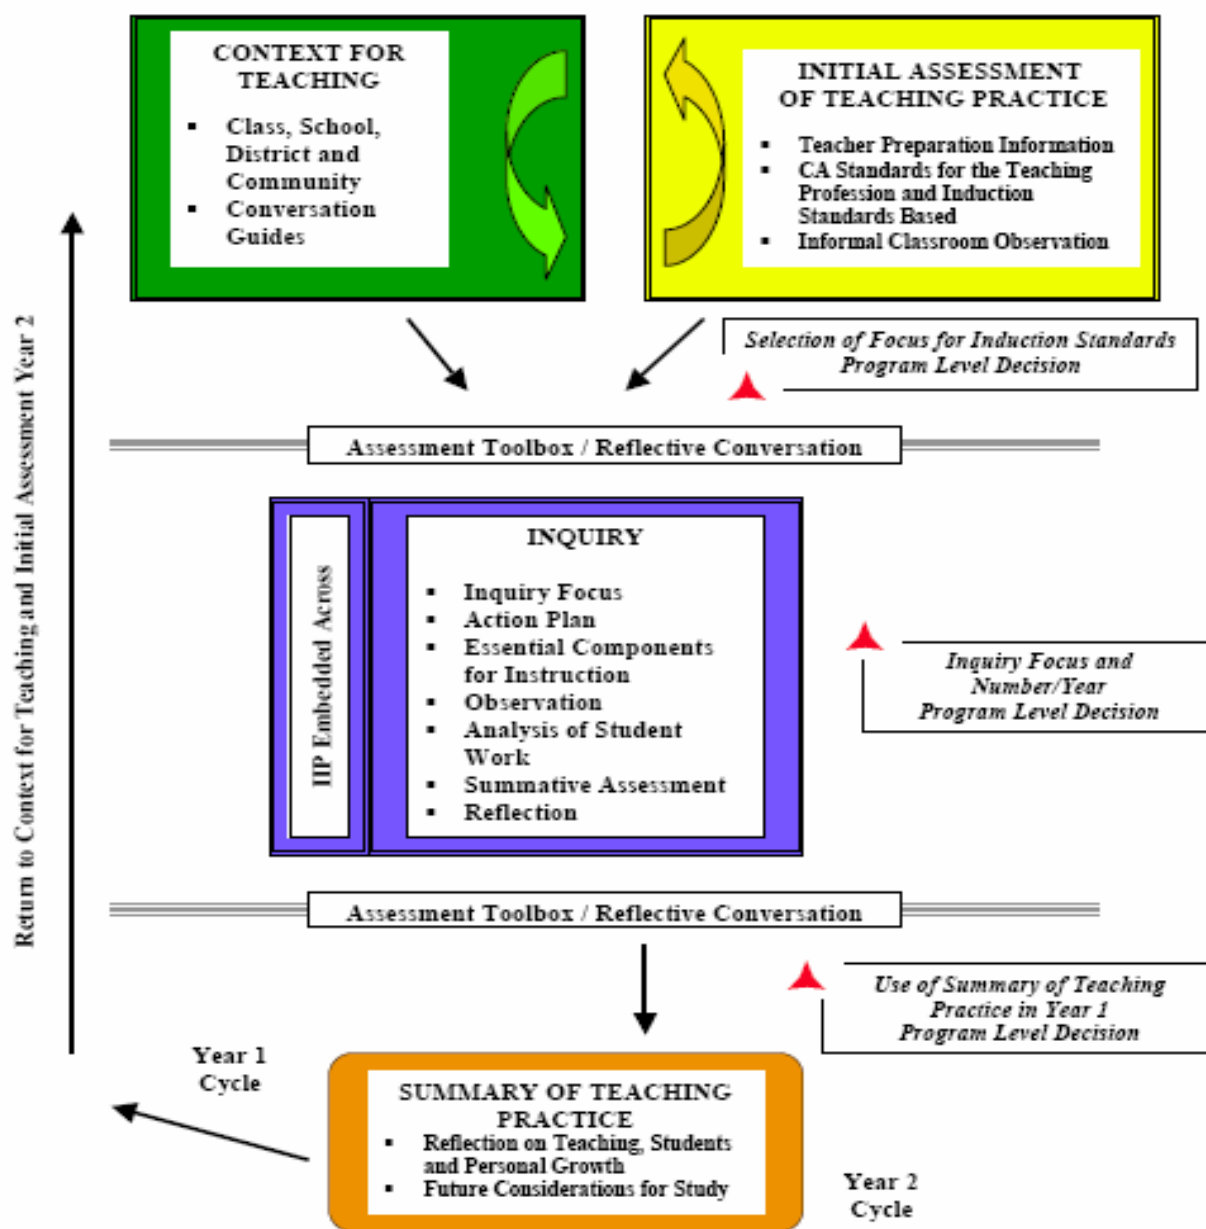 CONTEXT FOR
TEACHING
▪ Class, School,
District and
Community
▪ Conversation
Guides
INITIAL ASSESSMENT
OF TEACHING PRACTICE
▪ Teacher Preparation Information
▪ CA Standards for the Teaching
Profession and Induction
Standards Based
▪ Informal Classroom Observation
Selection of Focus for Induction Standards
Program Level Decision
Assessment Toolbox / Reflective Conversation
Return to Context for Teaching and Initial Assessment Year 2
IIP Embedded Across
INQUIRY
▪ Inquiry Focus
▪ Action Plan
▪ Essential Components
for Instruction
▪ Observation
▪ Analysis of Student
Work
▪ Summative Assessment
▪ Reflection
Inquiry Focus and
Number/Year
Program Level Decision
Assessment Toolbox / Reflective Conversation
Use of Summary of Teaching
Practice in Year 1
Program Level Decision
Year 1
Cycle
SUMMARY OF TEACHING
PRACTICE
▪ Reflection on Teaching, Students
and Personal Growth
▪ Future Considerations for Study
Year 2
Cycle